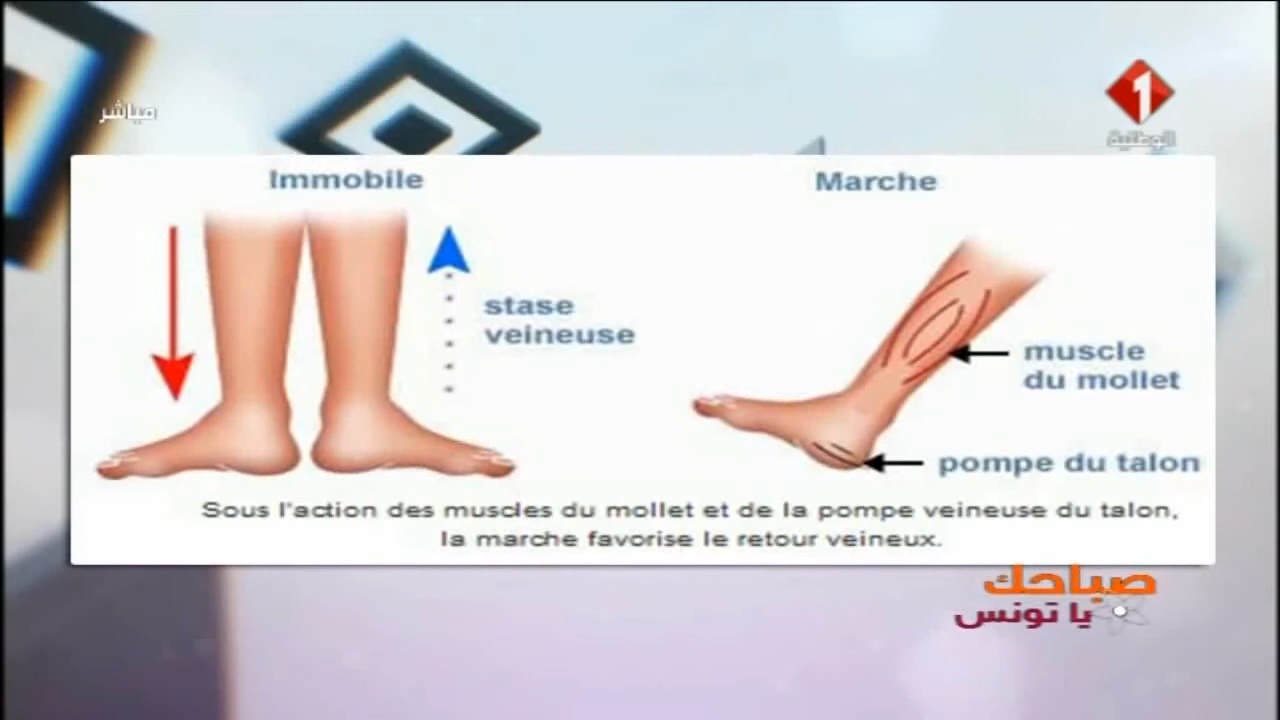 مباشر
1
الوطنية
Immobile
Marche
stase
veineuse
muscle
du mollet
pompe du talon
Sous l'action des muscles du mollet et de la pompe veineuse du talon,
la marche favorise le retour veineux.
صباحك
يا تونس